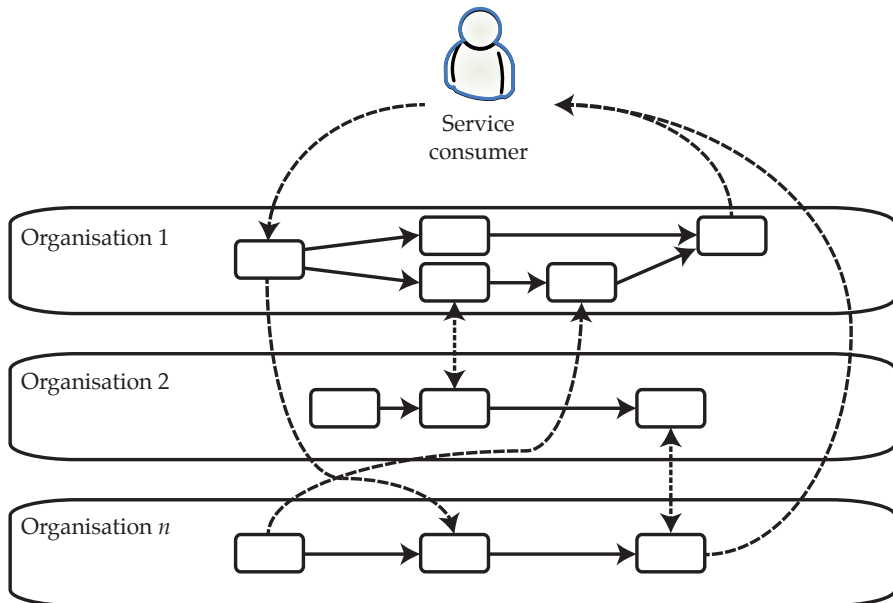 Service
consumer
Organisation 1
Organisation 2
Organisation n